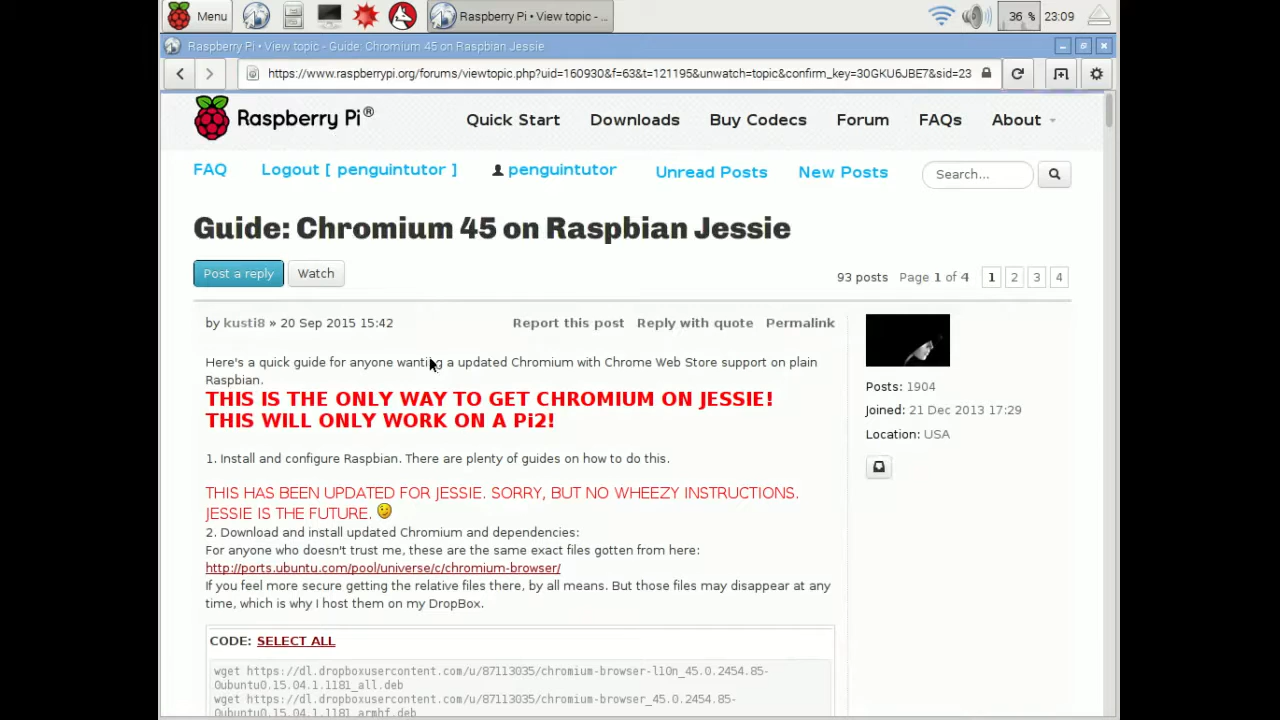 Menu
Raspberry Pi • View topic - ...
36 %
23:09
Raspberry Pi • View topic - Guide: Chromium 45 on Raspbian Jessie
https://www.raspberrypi.org/forums/viewtopic.php?uid=160930&f=63&t=121195&unwatch=topic&confirm_key=30GKU6JBE7&sid=23
Raspberry Pi®
Quick Start
Downloads
Buy Codecs
Forum
FAQs
About
FAQ
Logout [ penguintutor ]
penguintutor
Unread Posts
New Posts
Search...
Guide: Chromium 45 on Raspbian Jessie
Post a reply
Watch
93 posts Page 1 of 4 1 2 3 4
by kusti8 » 20 Sep 2015 15:42
Report this post
Reply with quote
Permalink
Here's a quick guide for anyone wanting a updated Chromium with Chrome Web Store support on plain
Raspbian.
THIS IS THE ONLY WAY TO GET CHROMIUM ON JESSIE!
THIS WILL ONLY WORK ON A Pi2!
1. Install and configure Raspbian. There are plenty of guides on how to do this.
THIS HAS BEEN UPDATED FOR JESSIE. SORRY, BUT NO WHEEZY INSTRUCTIONS.
JESSIE IS THE FUTURE.
2. Download and install updated Chromium and dependencies:
For anyone who doesn't trust me, these are the same exact files gotten from here:
http://ports.ubuntu.com/pool/universe/c/chromium-browser/
If you feel more secure getting the relative files there, by all means. But those files may disappear at any
time, which is why I host them on my DropBox.
CODE: SELECT ALL
wget https://dl.dropboxusercontent.com/u/87113035/chromium-browser-l10n_45.0.2454.85-
0ubuntu0.15.04.1.1181_all.deb
wget https://dl.dropboxusercontent.com/u/87113035/chromium-browser_45.0.2454.85-
0ubuntu0.15.04.1.1181_armhf.deb
Posts: 1904
Joined: 21 Dec 2013 17:29
Location: USA